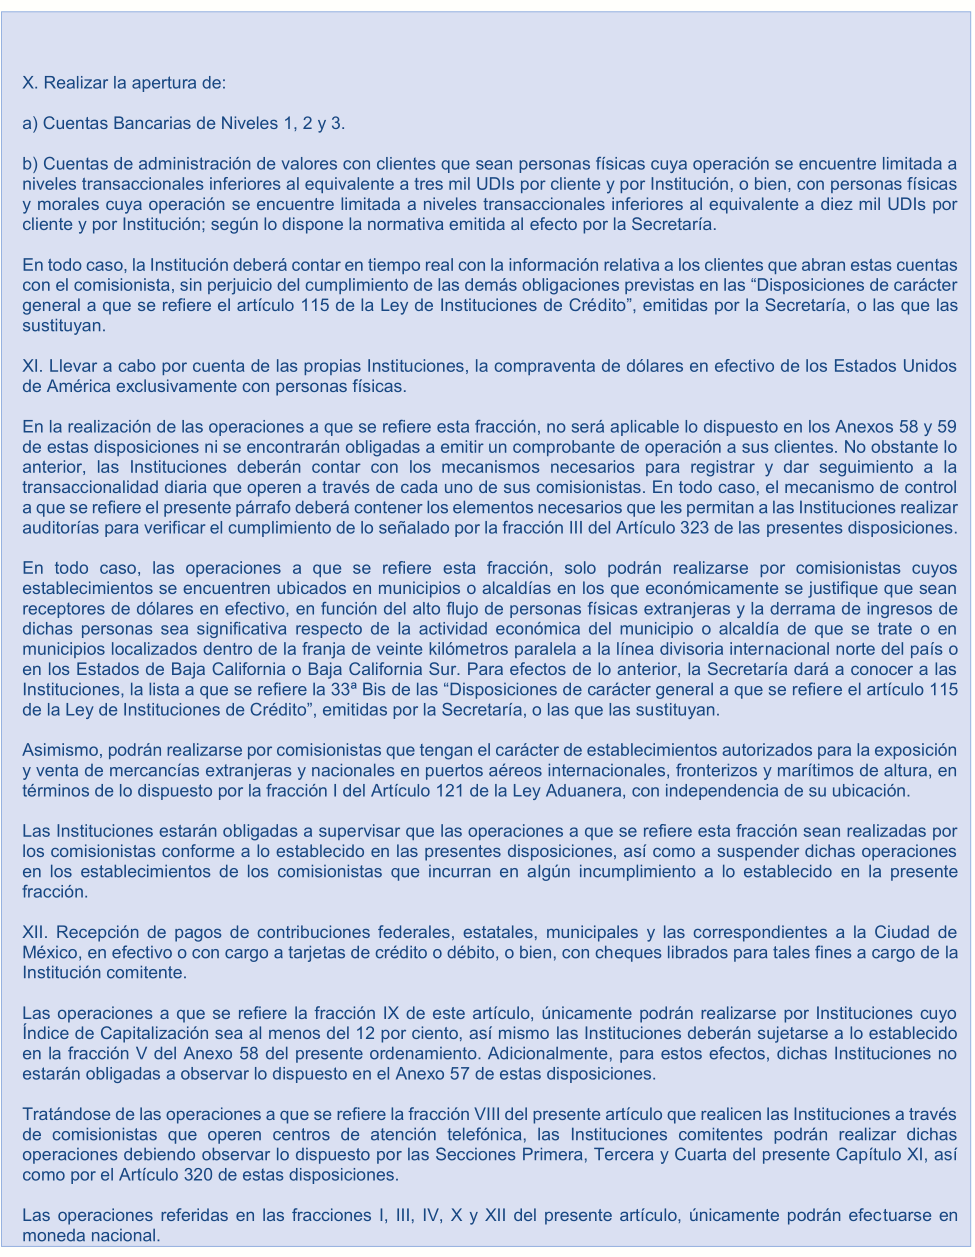 X. Realizar la apertura de:
a) Cuentas Bancarias de Niveles 1, 2 y 3.
b) Cuentas de administración de valores con clientes que sean personas físicas cuya operación se encuentre limitada a
niveles transaccionales inferiores al equivalente a tres mil UDIs por cliente y por Institución, o bien, con personas físicas
y morales cuya operación se encuentre limitada a niveles transaccionales inferiores al equivalente a diez mil UDIs por
cliente y por Institución; según lo dispone la normativa emitida al efecto por la Secretaría.
En todo caso, la Institución deberá contar en tiempo real con la información relativa a los clientes que abran estas cuentas
con el comisionista, sin perjuicio del cumplimiento de las demás obligaciones previstas en las “Disposiciones de carácter
general a que se refiere el artículo 115 de la Ley de Instituciones de Crédito”, emitidas por la Secretaría, o las que las
sustituyan.
XI. Llevar a cabo por cuenta de las propias Instituciones, la compraventa de dólares en efectivo de los Estados Unidos
de América exclusivamente con personas físicas.
En la realización de las operaciones a que se refiere esta fracción, no será aplicable lo dispuesto en los Anexos 58 y 59
de estas disposiciones ni se encontrarán obligadas a emitir un comprobante de operación a sus clientes. No obstante lo
anterior, las Instituciones deberán contar con los mecanismos necesarios para registrar y dar seguimiento a la
transaccionalidad diaria que operen a través de cada uno de sus comisionistas. En todo caso, el mecanismo de control
a que se refiere el presente párrafo deberá contener los elementos necesarios que les permitan a las Instituciones realizar
auditorías para verificar el cumplimiento de lo señalado por la fracción III del Artículo 323 de las presentes disposiciones.
En todo caso, las operaciones a que se refiere esta fracción, solo podrán realizarse por comisionistas cuyos
establecimientos se encuentren ubicados en municipios o alcaldías en los que económicamente se justifique que sean
receptores de dólares en efectivo, en función del alto flujo de personas físicas extranjeras y la derrama de ingresos de
dichas personas sea significativa respecto de la actividad económica del municipio o alcaldía de que se trate o en
municipios localizados dentro de la franja de veinte kilómetros paralela a la línea divisoria internacional norte del país o
en los Estados de Baja California o Baja California Sur. Para efectos de lo anterior, la Secretaría dará a conocer a las
Instituciones, la lista a que se refiere la 33ª Bis de las “Disposiciones de carácter general a que se refiere el artículo 115
de la Ley de Instituciones de Crédito”, emitidas por la Secretaría, o las que las sustituyan.
Asimismo, podrán realizarse por comisionistas que tengan el carácter de establecimientos autorizados para la exposición
y venta de mercancías extranjeras y nacionales en puertos aéreos internacionales, fronterizos y marítimos de altura, en
términos de lo dispuesto por la fracción I del Artículo 121 de la Ley Aduanera, con independencia de su ubicación.
Las Instituciones estarán obligadas a supervisar que las operaciones a que se refiere esta fracción sean realizadas por
los comisionistas conforme a lo establecido en las presentes disposiciones, así como a suspender dichas operaciones
en los establecimientos de los comisionistas que incurran en algún incumplimiento a lo establecido en la presente
fracción.
XII. Recepción de pagos de contribuciones federales, estatales, municipales y las correspondientes a la Ciudad de
México, en efectivo o con cargo a tarjetas de crédito o débito, o bien, con cheques librados para tales fines a cargo de la
Institución comitente.
Las operaciones a que se refiere la fracción IX de este artículo, únicamente podrán realizarse por Instituciones cuyo
Índice de Capitalización sea al menos del 12 por ciento, así mismo las Instituciones deberán sujetarse a lo establecido
en la fracción V del Anexo 58 del presente ordenamiento. Adicionalmente, para estos efectos, dichas Instituciones no
estarán obligadas a observar lo dispuesto en el Anexo 57 de estas disposiciones.
Tratándose de las operaciones a que se refiere la fracción VIII del presente artículo que realicen las Instituciones a través
de comisionistas que operen centros de atención telefónica, las Instituciones comitentes podrán realizar dichas
operaciones debiendo observar lo dispuesto por las Secciones Primera, Tercera y Cuarta del presente Capítulo XI, así
como por el Artículo 320 de estas disposiciones.
Las operaciones referidas en las fracciones I, III, IV, X y XII del presente artículo, únicamente podrán efectuarse en
moneda nacional.